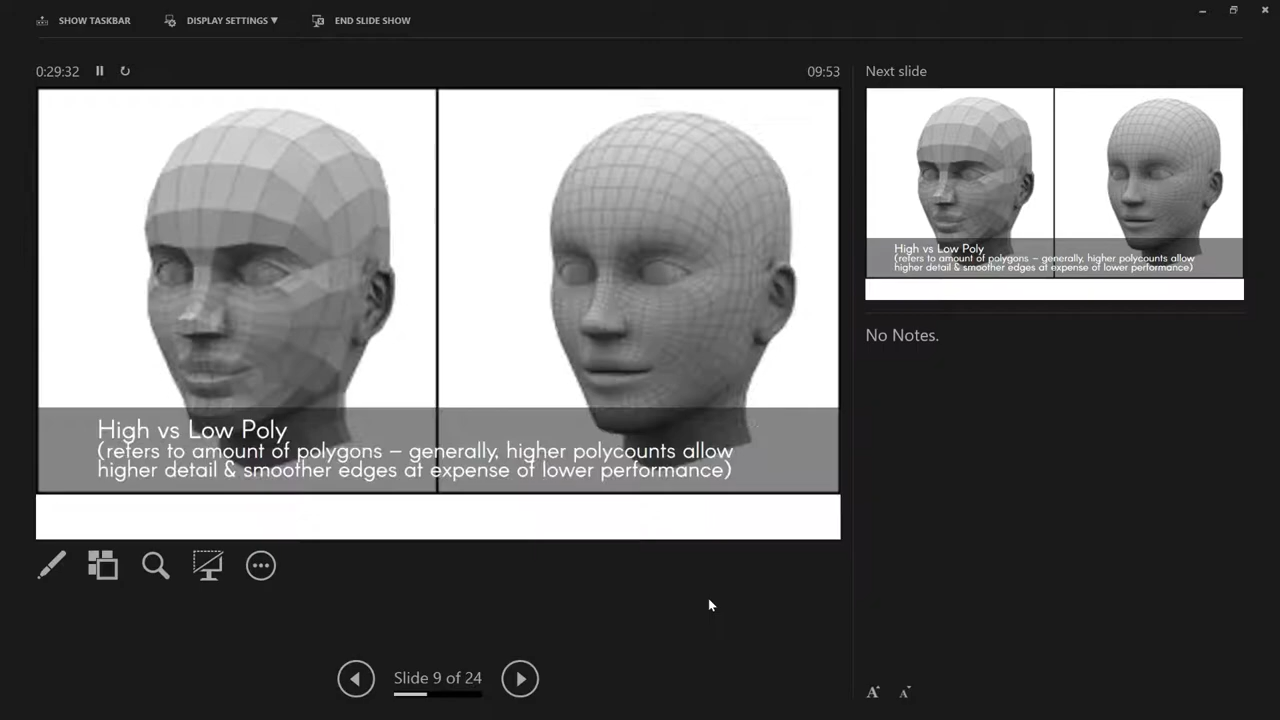 SHOW TASKBAR
DISPLAY SETTINGS ▼
END SLIDE SHOW
0:29:32
09:53
High vs Low Poly
(refers to amount of polygons – generally, higher polycounts allow
higher detail & smoother edges at expense of lower performance)
Slide 9 of 24
Next slide
High vs Low Poly
(refers to amount of polygons – generally, higher polycounts allow
higher detail & smoother edges at expense of lower performance)
No Notes.
A A